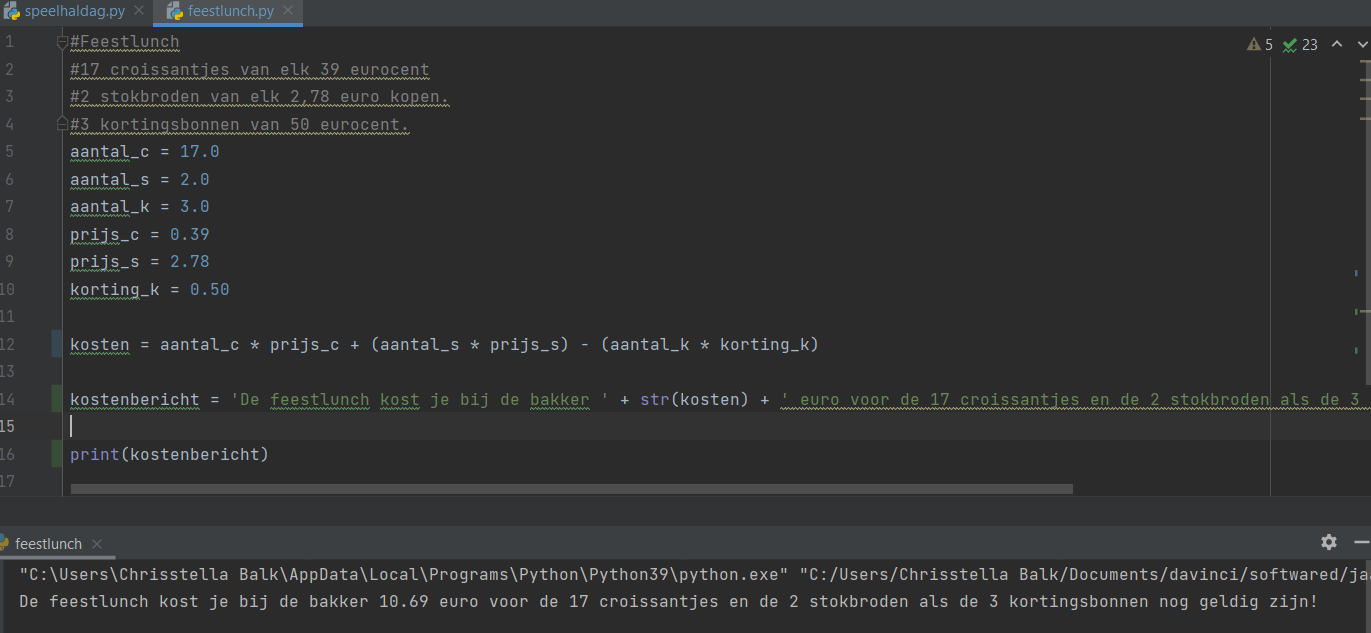 speelhaldag.py
feestlunch.py
5 23
1 #Feestlunch
2 #17 croissantjes van elk 39 eurocent
3 #2 stokbroden van elk 2,78 euro kopen.
4 #3 kortingsbonnen van 50 eurocent.
5 aantal_c = 17.0
6 aantal_s = 2.0
7 aantal_k = 3.0
8 prijs_c = 0.39
9 prijs_s = 2.78
10 korting_k = 0.50
11
12 kosten = aantal_c * prijs_c + (aantal_s * prijs_s) - (aantal_k * korting_k)
13
14 kostenbericht = 'De feestlunch kost je bij de bakker ' + str(kosten) + ' euro voor de 17 croissantjes en de 2 stokbroden als de 3
15
16 print(kostenbericht)
17
feestlunch
"C:\Users\Chrisstella Balk\AppData\Local\Programs\Python\Python39\python.exe" "C:/Users/Chrisstella Balk/Documents/davinci/softwared/ja
De feestlunch kost je bij de bakker 10.69 euro voor de 17 croissantjes en de 2 stokbroden als de 3 kortingsbonnen nog geldig zijn!